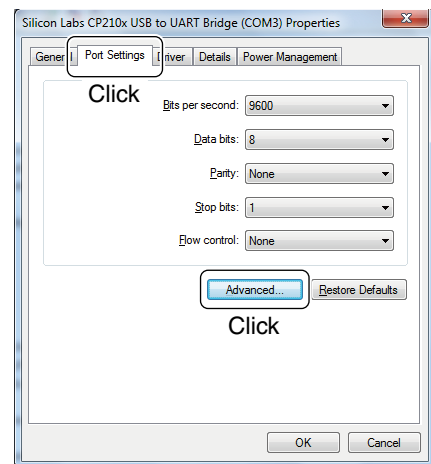 Silicon Labs CP210x USB to UART Bridge (COM3) Properties
Gener l Port Settings Driver Details Power Management
Click
Bits per second: 9600
Data bits: 8
Parity: None
Stop bits: 1
Flow control: None
Advanced... Restore Defaults
Click
OK Cancel